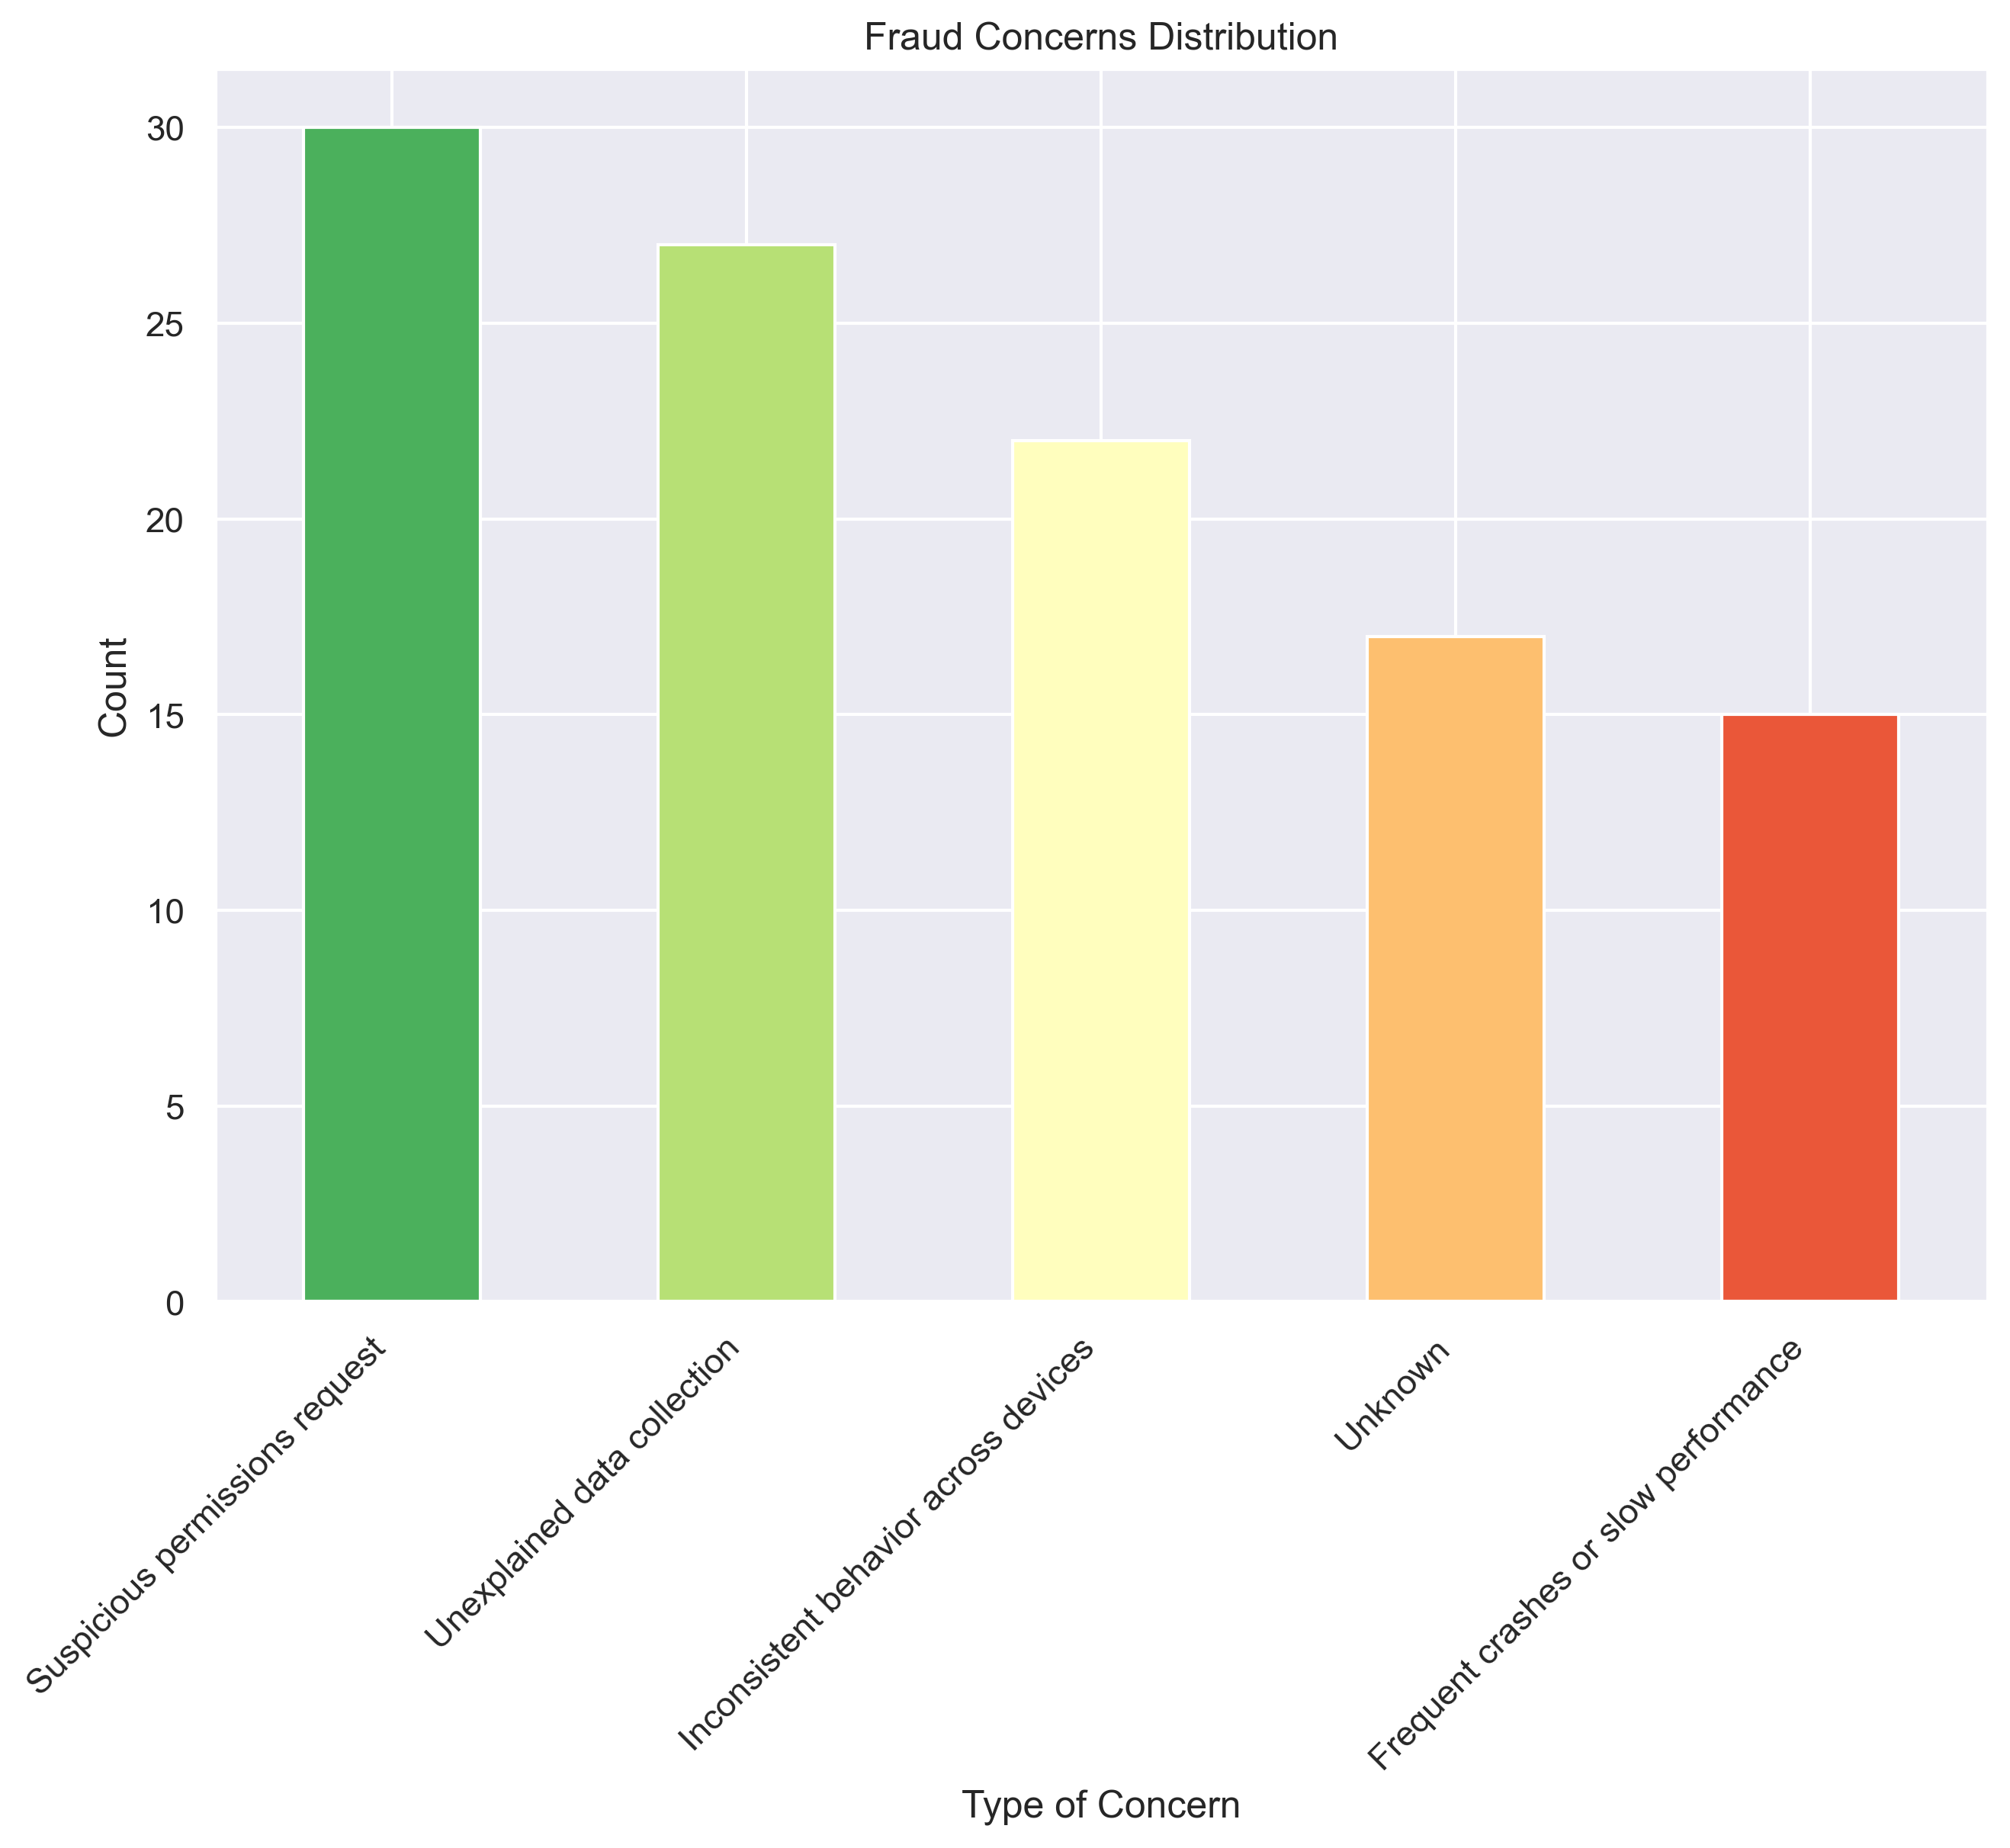 Fraud Concerns Distribution
30
25
20
15
10
5
0
Count
Suspicious permissions request
Unexplained data collection
Inconsistent behavior across devices
Unknown
Frequent crashes or slow performance
Type of Concern